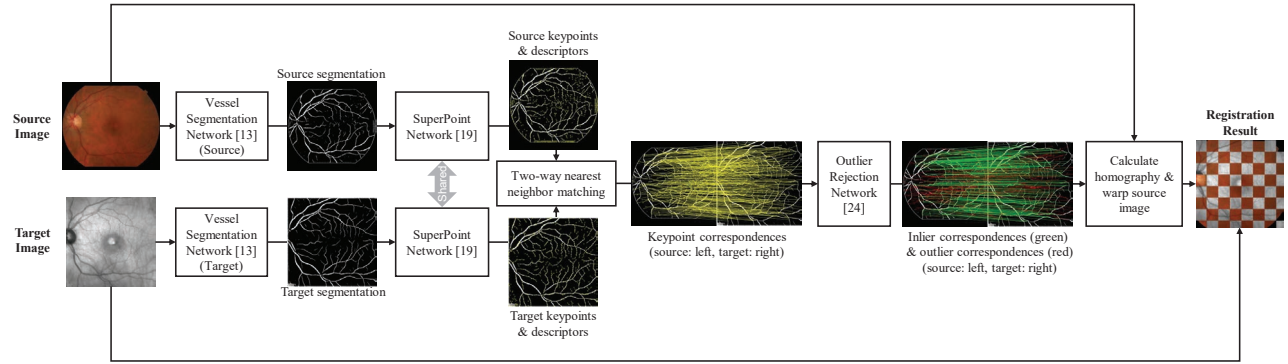 Source
Image
Vessel
Segmentation
Network [13]
(Source)
Source segmentation
SuperPoint
Network [19]
Source keypoints
& descriptors
Target
Image
Vessel
Segmentation
Network [13]
(Target)
Target segmentation
Shared
SuperPoint
Network [19]
Target keypoints
& descriptors
Two-way nearest
neighbor matching
Keypoint correspondences
(source: left, target: right)
Outlier
Rejection
Network
[24]
Inlier correspondences (green)
& outlier correspondences (red)
(source: left, target: right)
Calculate
homography &
warp source
image
Registration
Result